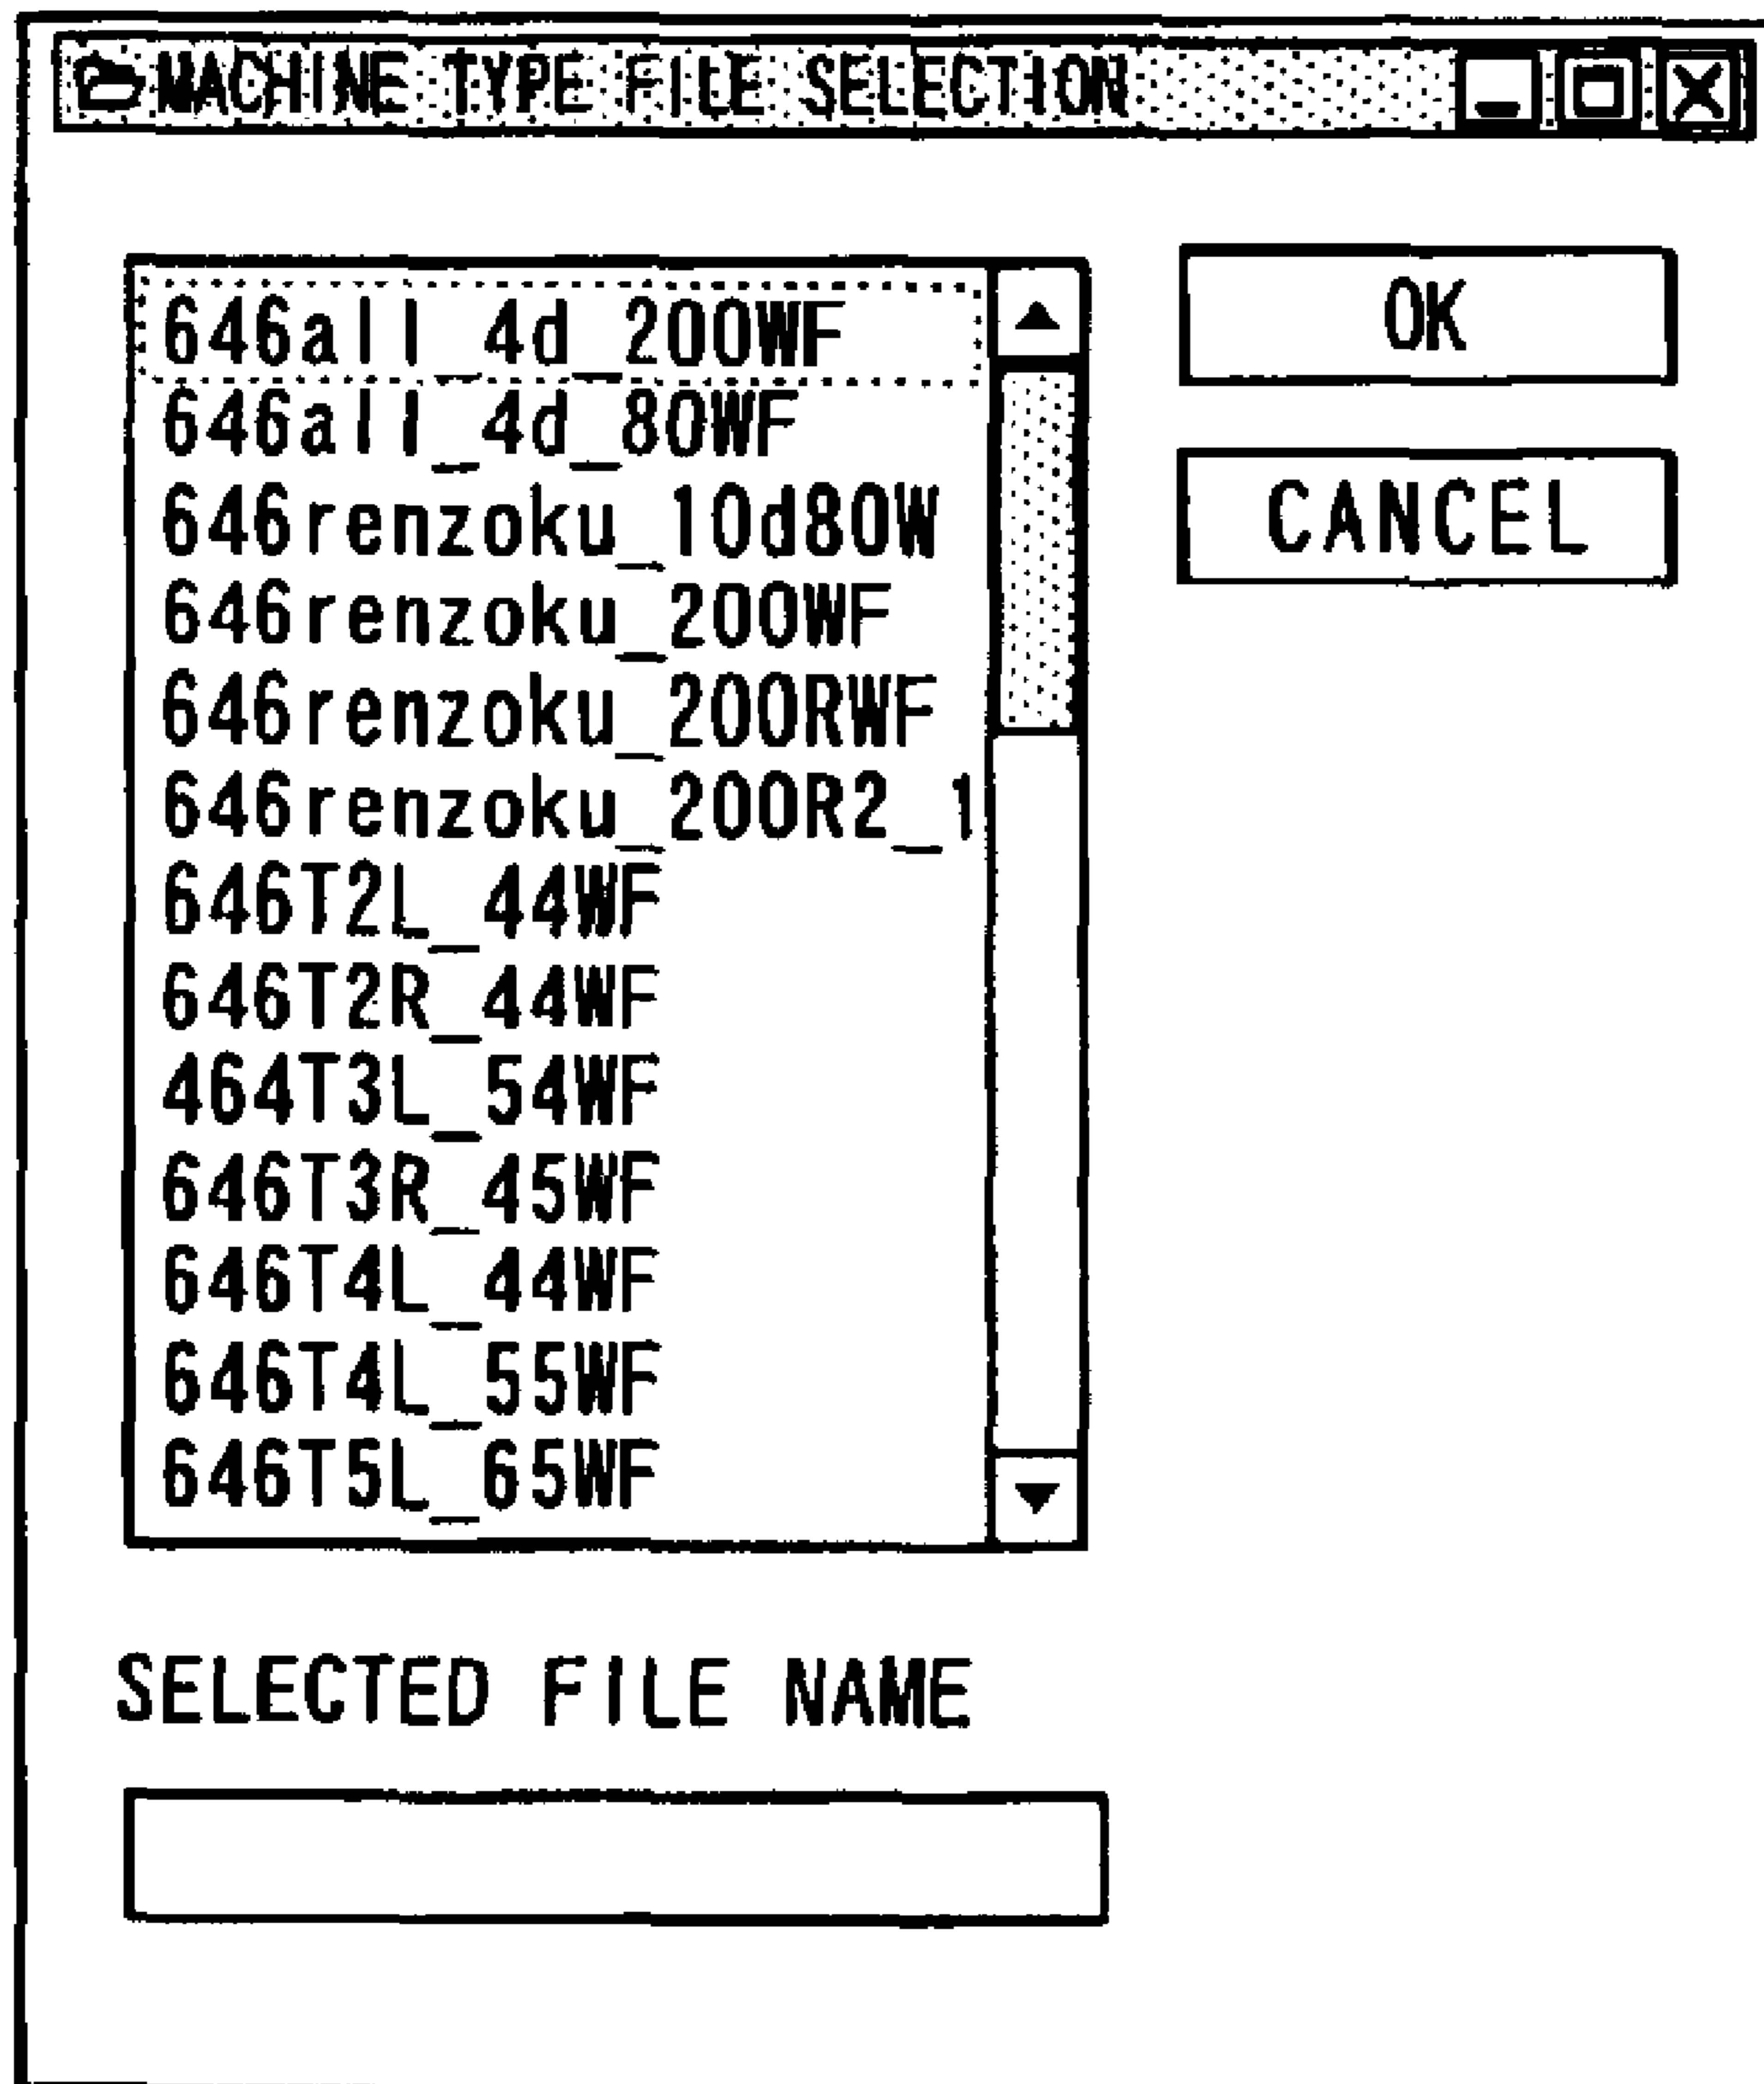 MACHINE TYPE FILE SELECTION
646all_4d_200WF
646all_4d_80WF
646renzoku_10d80W
646renzoku_200WF
646renzoku_200RWF
646renzoku_200R2_1
646T2L_44WF
646T2R_44WF
464T3L_54WF
646T3R_45WF
646T4L_44WF
646T4L_55WF
646T5L_65WF
OK
CANCEL
SELECTED FILE NAME